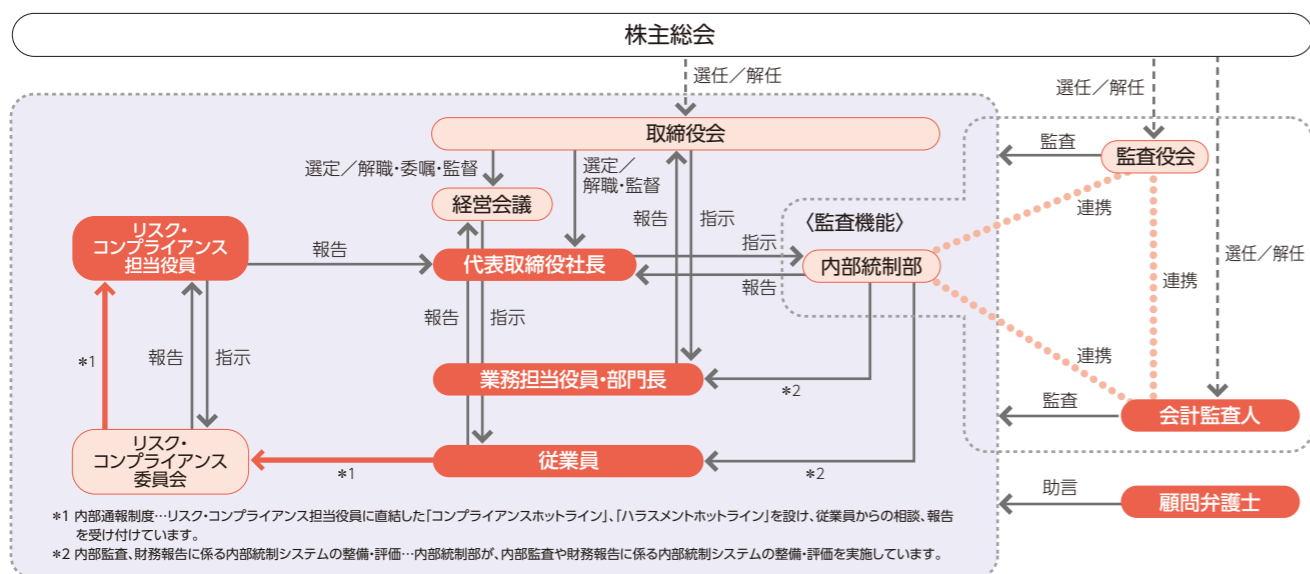 株主総会
選任／解任
選任／解任
選任／解任
取締役会
監査
監査役会
選定／解職・委嘱・監督
選定／
解職・監督
経営会議
報告
指示
〈監査機能〉
連携
リスク・
コンプライアンス
担当役員
報告
代表取締役社長
指示
報告
内部統制部
連携
報告
指示
*1
報告
指示
業務担当役員・部門長
*2
連携
監査
会計監査人
リスク・
コンプライアンス
委員会
*1
従業員
*2
助言
顧問弁護士
*1 内部通報制度…リスク・コンプライアンス担当役員に直結した「コンプライアンスホットライン」、「ハラスメントホットライン」を設け、従業員からの相談、報告
を受け付けています。
*2 内部監査、財務報告に係る内部統制システムの整備・評価…内部統制部が、内部監査や財務報告に係る内部統制システムの整備・評価を実施しています。